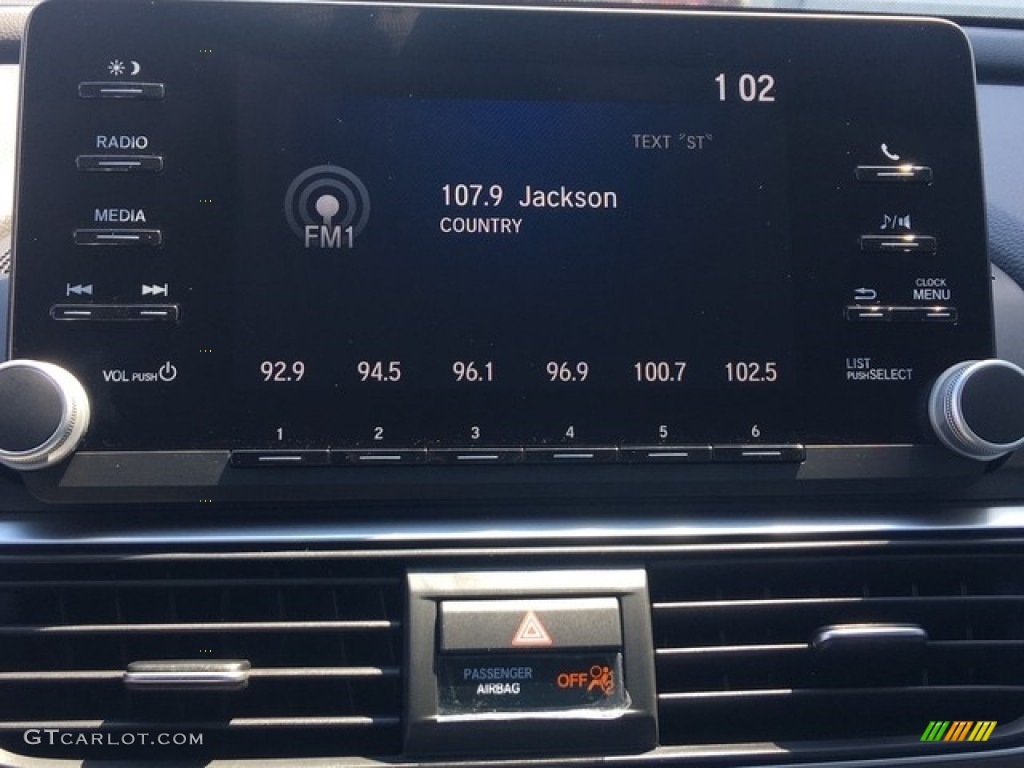 1 02
RADIO
TEXT "ST"
107.9 Jackson
COUNTRY
FM1
MEDIA
CLOCK
MENU
VOL PUSH
LIST
PUSH SELECT
92.9 94.5 96.1 96.9 100.7 102.5
1 2 3 4 5 6
PASSENGER
AIRBAG
OFF
GTCARLOT.COM